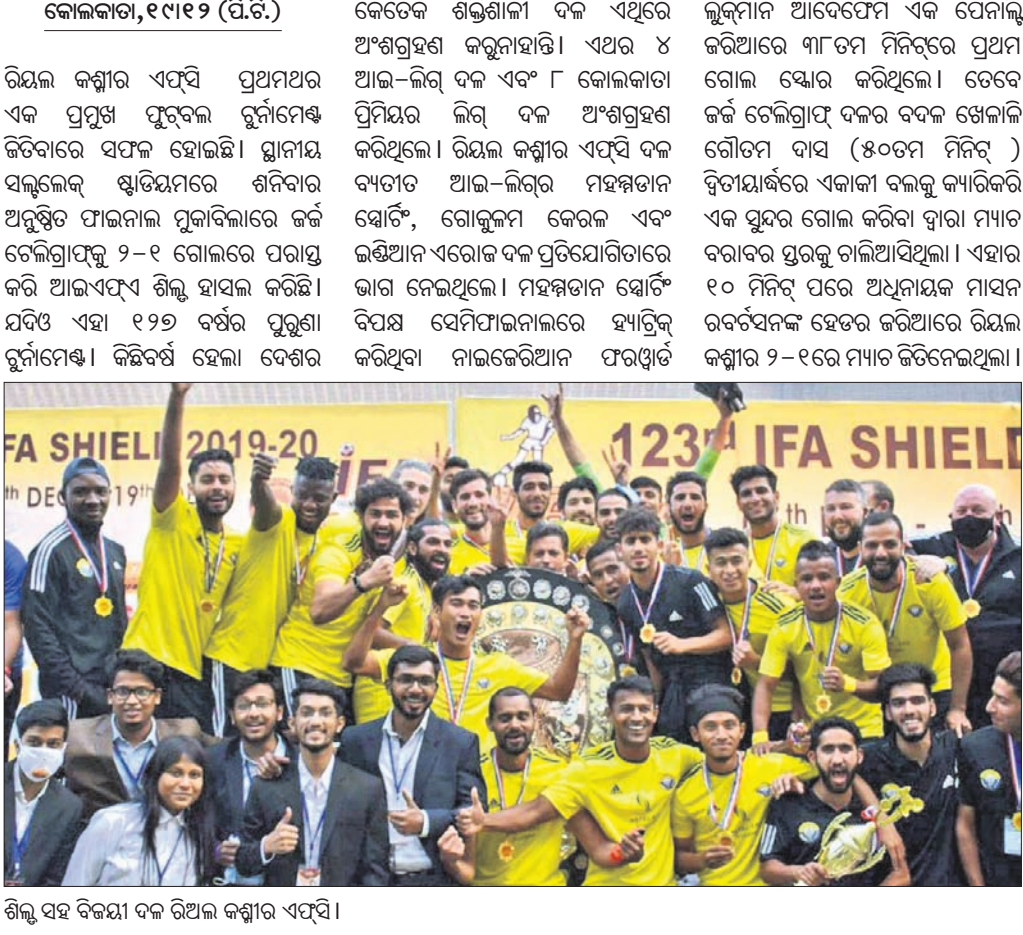 କୋଲକାତା,୧୯।୧୨ (ପି.ଟି.)
ରିୟଲ କଶ୍ମୀର ଏଫ୍‌ସି ପ୍ରଥମଥର
ଏକ ପ୍ରମୁଖ ଫୁଟ୍‌ବଲ ଟୁର୍ନାମେଣ୍ଟ
ଜିତିବାରେ ସଫଳ ହୋଇଛି। ସ୍ଥାନୀୟ
ସଲ୍ଟଲେକ୍ ଷ୍ଟାଡିୟମରେ ଶନିବାର
ଅନୁଷ୍ଠିତ ଫାଇନାଲ ମୁକାବିଲାରେ ଜର୍ଜ
ଟେଲିଗ୍ରାଫ୍‌କୁ ୨-୧ ଗୋଲରେ ପରାସ୍ତ
କରି ଆଇଏଫ୍‌ଏ ଶିଲ୍ଡ ହାସଲ କରିଛି।
ଯଦିଓ ଏହା ୧୨୭ ବର୍ଷର ପୁରୁଣା
ଟୁର୍ନାମେଣ୍ଟ। କିଛିବର୍ଷ ହେଲା ଦେଶର
କେତେକ ଶକ୍ତିଶାଳୀ ଦଳ ଏଥିରେ
ଅଂଶଗ୍ରହଣ କରୁନାହାନ୍ତି। ଏଥର ୪
ଆଇ-ଲିଗ୍ ଦଳ ଏବଂ ୮ କୋଲକାତା
ପ୍ରିମିୟର ଲିଗ୍ ଦଳ ଅଂଶଗ୍ରହଣ
କରିଥିଲେ। ରିୟଲ କଶ୍ମୀର ଏଫ୍‌ସି ଦଳ
ବ୍ୟତୀତ ଆଇ-ଲିଗ୍‌ର ମହମ୍ମଡାନ
ସ୍ପୋର୍ଟିଂ, ଗୋକୁଳମ କେରଳ ଏବଂ
ଇଣ୍ଡିଆନ ଏରୋଜ ଦଳ ପ୍ରତିଯୋଗିତାରେ
ଭାଗ ନେଇଥିଲେ। ମହମ୍ମଡାନ ସ୍ପୋର୍ଟିଂ
ବିପକ୍ଷ ସେମିଫାଇନାଲରେ ହ୍ୟାଟ୍ରିକ୍
କରିଥିବା ନାଇଜେରିଆନ ଫରୱାର୍ଡ
ଲୁକ୍‌ମାନ ଆଦେଫେମି ଏକ ପେନାଲ୍ଟି
ଜରିଆରେ ୩୮ତମ ମିନିଟ୍‌ରେ ପ୍ରଥମ
ଗୋଲ ସ୍କୋର କରିଥିଲେ। ତେବେ
ଜର୍ଜ ଟେଲିଗ୍ରାଫ୍ ଦଳର ବଦଳ ଖେଳାଳି
ଗୌତମ ଦାସ (୫୦ତମ ମିନିଟ୍ )
ଦ୍ୱିତୀୟାର୍ଦ୍ଧରେ ଏକାକୀ ବଲକୁ କ୍ୟାରିକରି
ଏକ ସୁନ୍ଦର ଗୋଲ କରିବା ଦ୍ୱାରା ମ୍ୟାଚ
ବରାବର ସ୍ତରକୁ ଚାଲିଆସିଥିଲା। ଏହାର
୧୦ ମିନିଟ୍ ପରେ ଅଧିନାୟକ ମାସନ
ରବର୍ଟସନଙ୍କ ହେଡର ଜରିଆରେ ରିୟଲ
କଶ୍ମୀର ୨-୧ରେ ମ୍ୟାଚ ଜିତିନେଇଥିଲା।
FA SHIELD 2019-20
123rd IFA SHIELD
ଶିଲ୍ଡ ସହ ବିଜୟୀ ଦଳ ରିଅଲ କଶ୍ମୀର ଏଫ୍‌ସି।